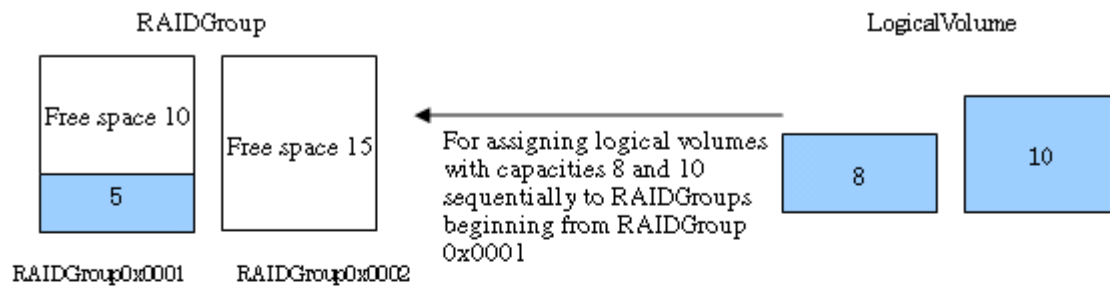 RAIDGroup
LogicalVolume
Free space 10
5
Free space 15
For assigning logical volumes
with capacities 8 and 10
sequentially to RAIDGroups
beginning from RAIDGroup
0x0001
8
10
RAIDGroup0x0001
RAIDGroup0x0002